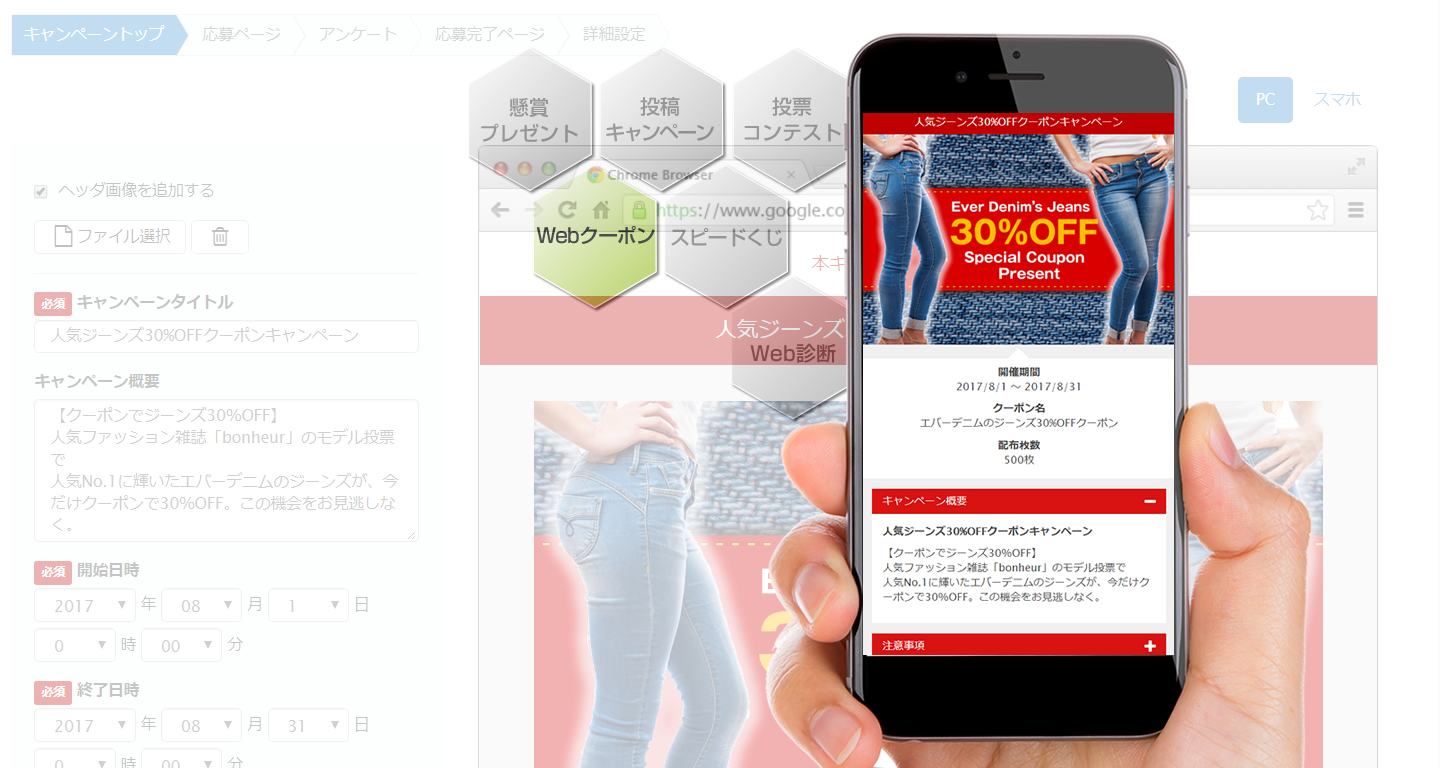 キャンペーントップ
応募ページ
アンケート
応募完了ページ
詳細設定
PC
スマホ
懸賞
プレゼント
投稿
キャンペーン
投票
コンテスト
Webクーポン
スピードくじ
Web診断
ヘッダ画像を追加する
ファイル選択
必須 キャンペーンタイトル
人気ジーンズ30%OFFクーポンキャンペーン
キャンペーン概要
【クーポンでジーンズ30%OFF】
人気ファッション雑誌「bonheur」のモデル投票
で
人気No.1に輝いたエバーデニムのジーンズが、今
だけクーポンで30%OFF。この機会をお見逃しな
く。
必須 開始日時
2017 年 08 月 1 日
0 時 00 分
必須 終了日時
2017 年 08 月 31 日
0 時 00 分
Chrome Browser
https://www.google.co
本キ
人気ジーンズ
E
3
人気ジーンズ30%OFFクーポンキャンペーン
Ever Denim's Jeans
30%OFF
Special Coupon
Present
開催期間
2017/8/1 ～ 2017/8/31
クーポン名
エバーデニムのジーンズ30%OFFクーポン
配布枚数
500枚
キャンペーン概要
人気ジーンズ30%OFFクーポンキャンペーン
【クーポンでジーンズ30%OFF】
人気ファッション雑誌「bonheur」のモデル投票で
人気No.1に輝いたエバーデニムのジーンズが、今だけク
ーポンで30%OFF。この機会をお見逃しなく。
注意事項